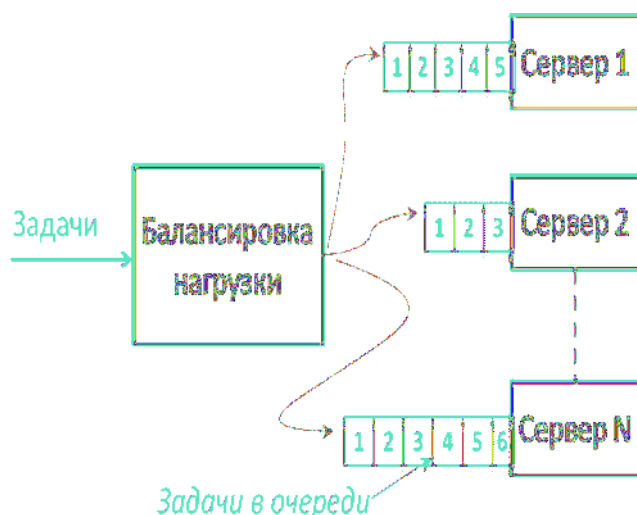 1 2 3 4 5 Сервер 1
Задачи
Балансировка
нагрузки
1 2 3 Сервер 2
1 2 3 4 5 6 Сервер N
Задачи в очереди